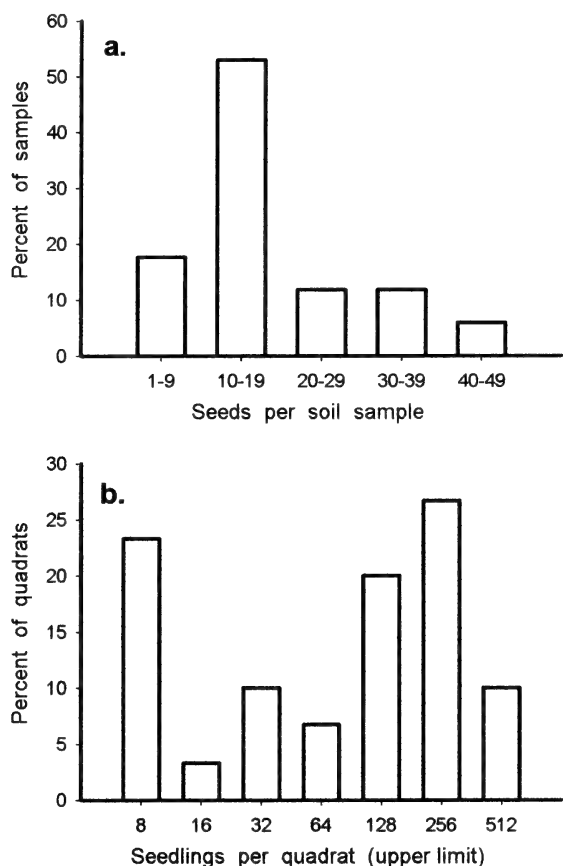 a.
Percent of samples
60
50
40
30
20
10
0
1-9 10-19 20-29 30-39 40-49
Seeds per soil sample
b.
Percent of quadrats
30
25
20
15
10
5
0
8 16 32 64 128 256 512
Seedlings per quadrat (upper limit)